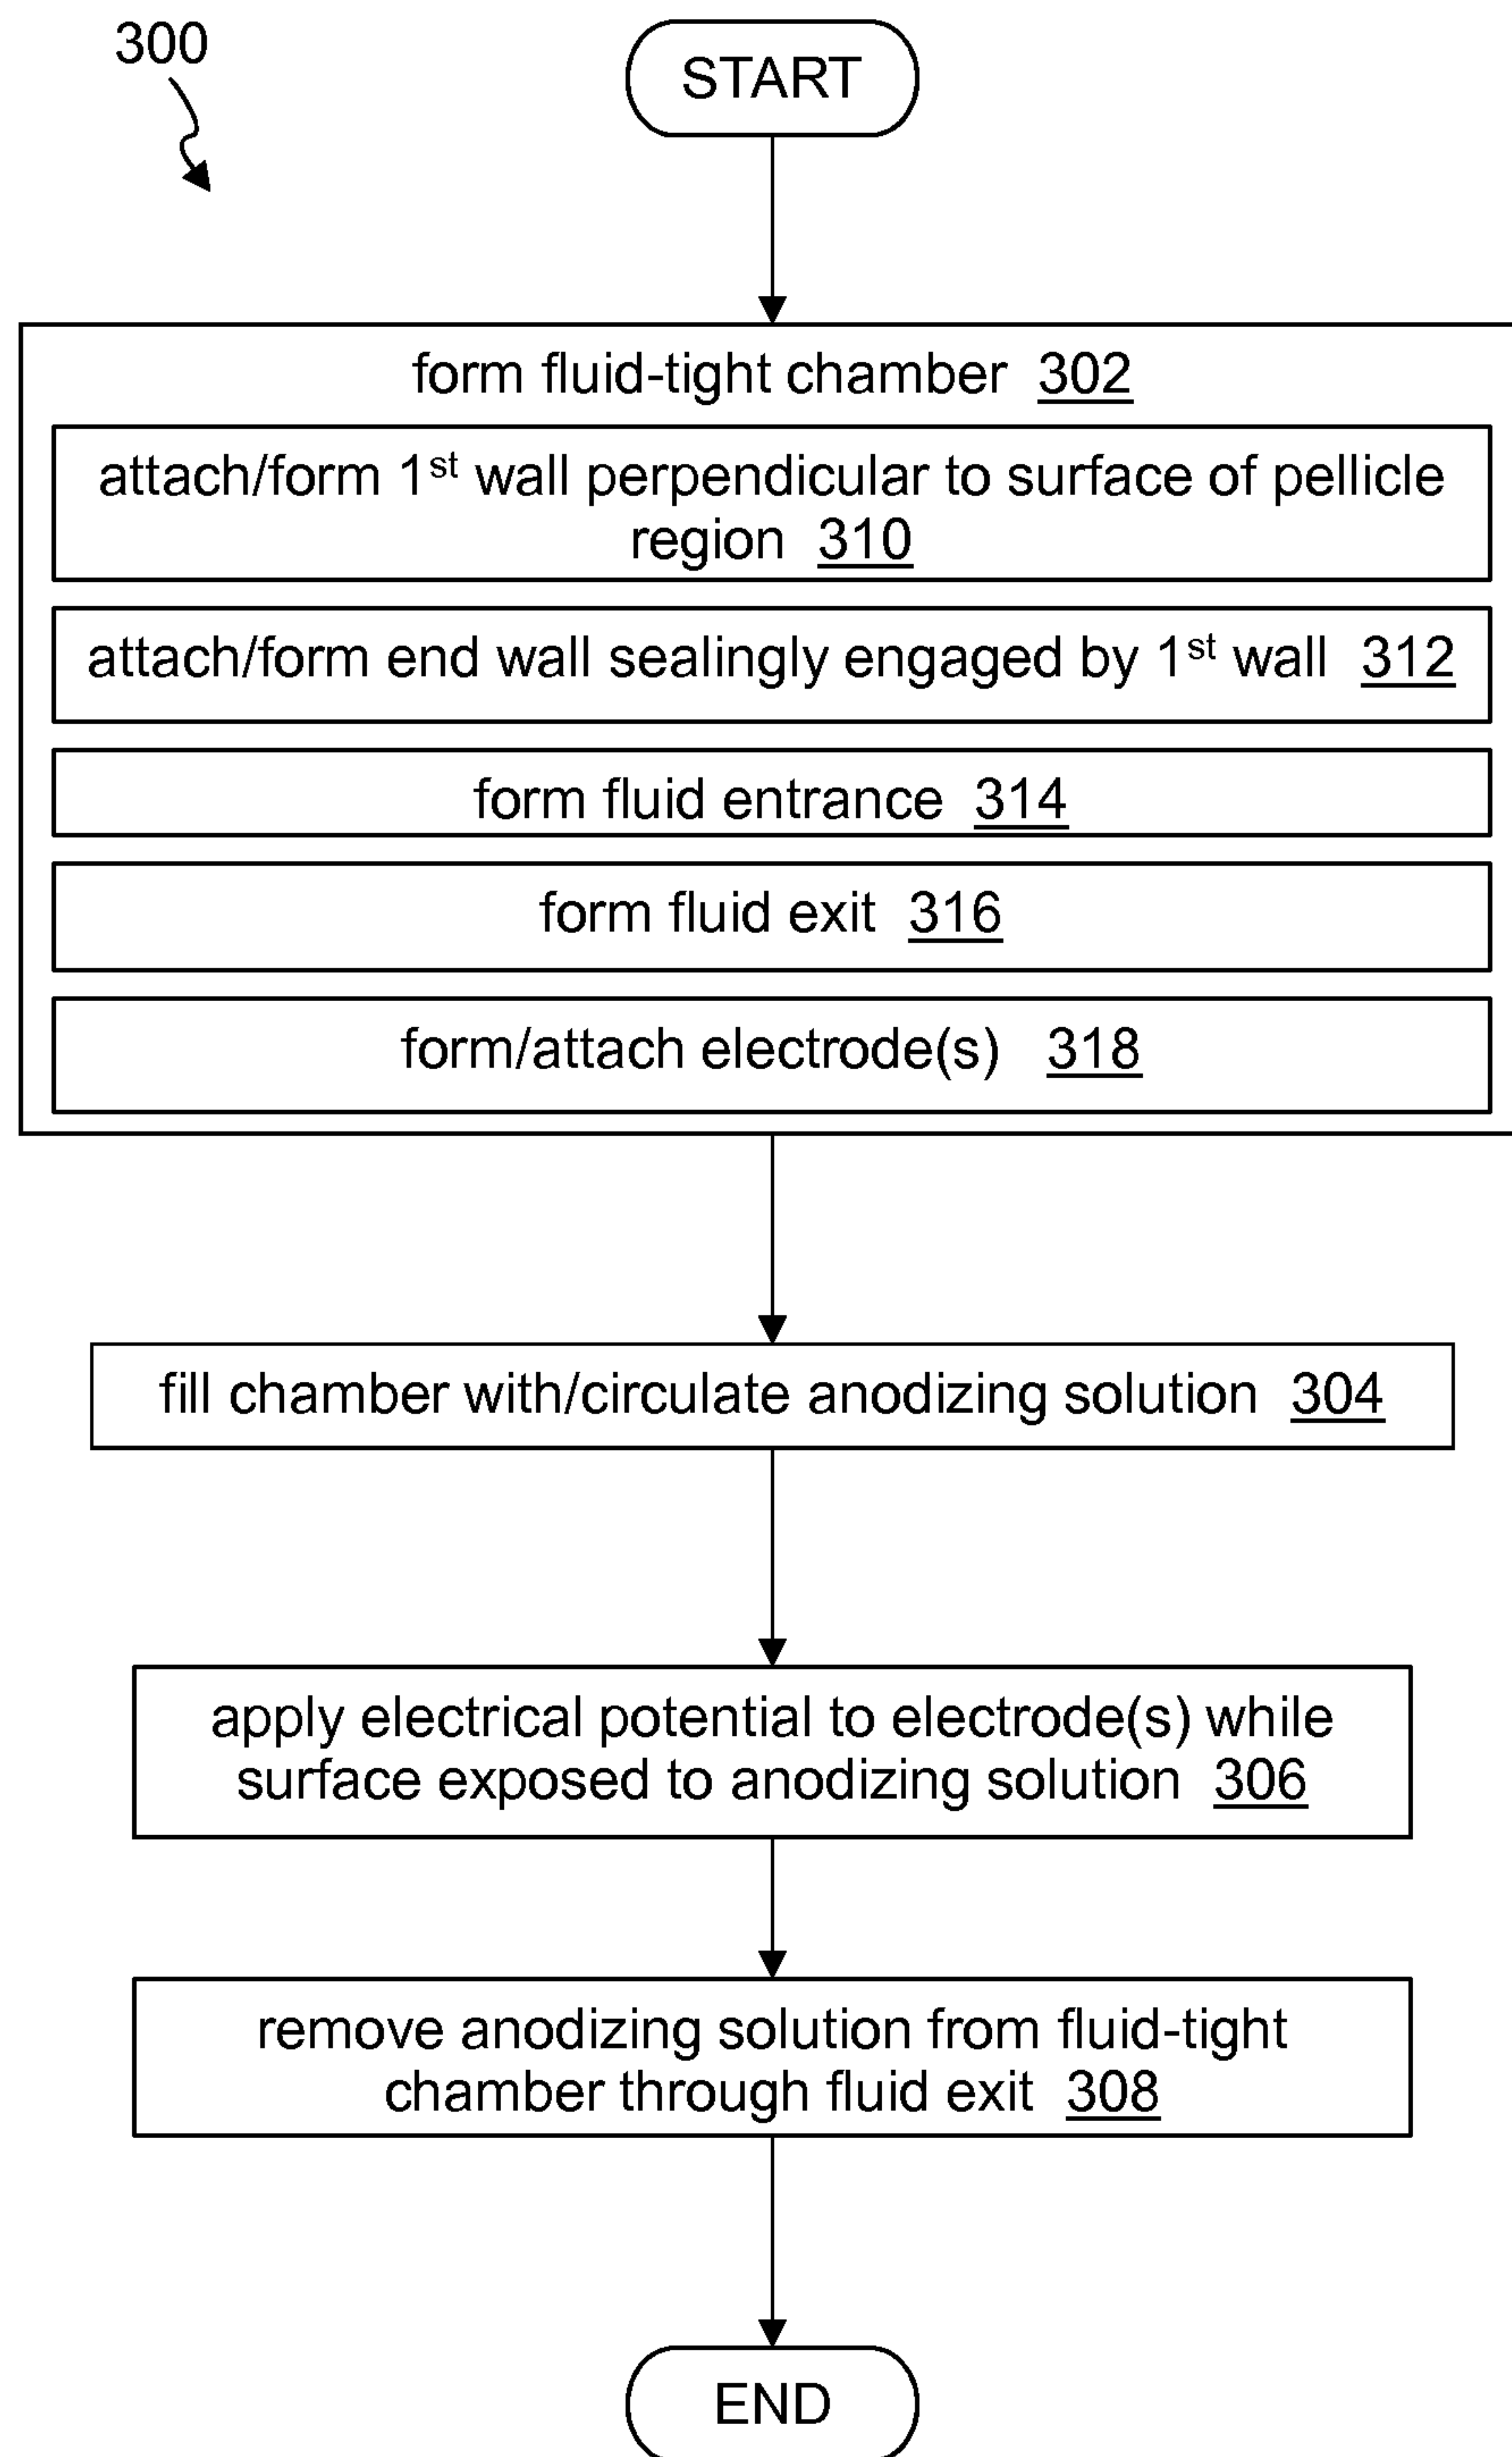 300
START
form fluid-tight chamber 302
attach/form 1st wall perpendicular to surface of pellicle
region 310
attach/form end wall sealingly engaged by 1st wall 312
form fluid entrance 314
form fluid exit 316
form/attach electrode(s) 318
fill chamber with/circulate anodizing solution 304
apply electrical potential to electrode(s) while
surface exposed to anodizing solution 306
remove anodizing solution from fluid-tight
chamber through fluid exit 308
END